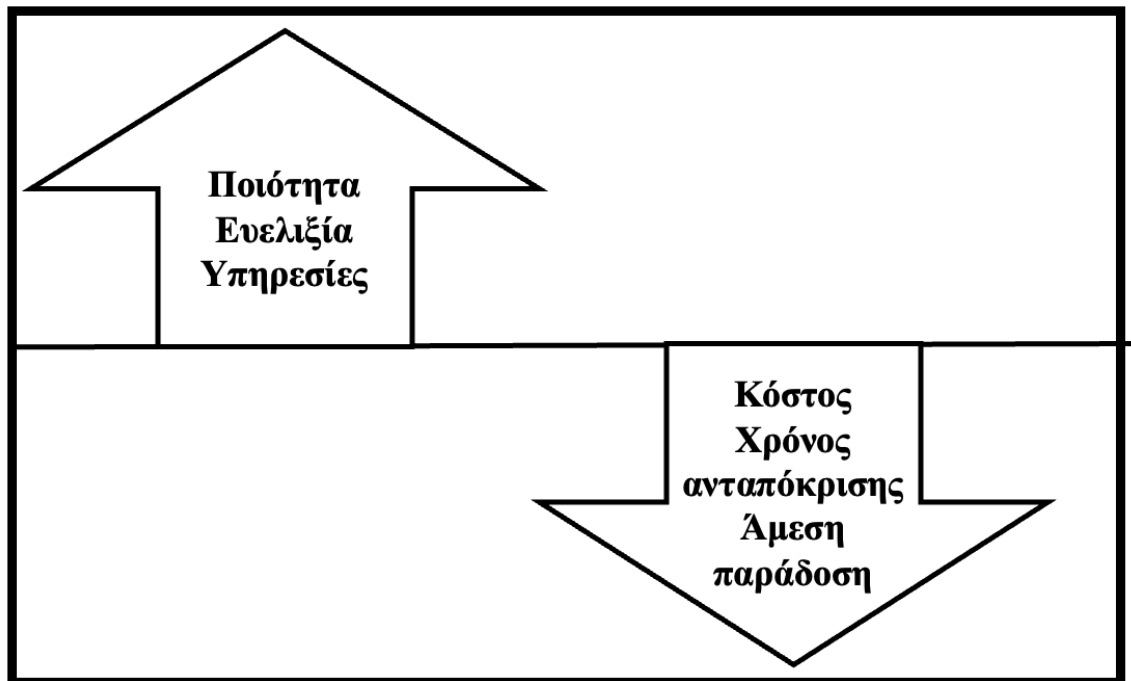 Ποιότητα
Ευελιξία
Υπηρεσίες
Κόστος
Χρόνος
ανταπόκρισης
Άμεση
παράδοση